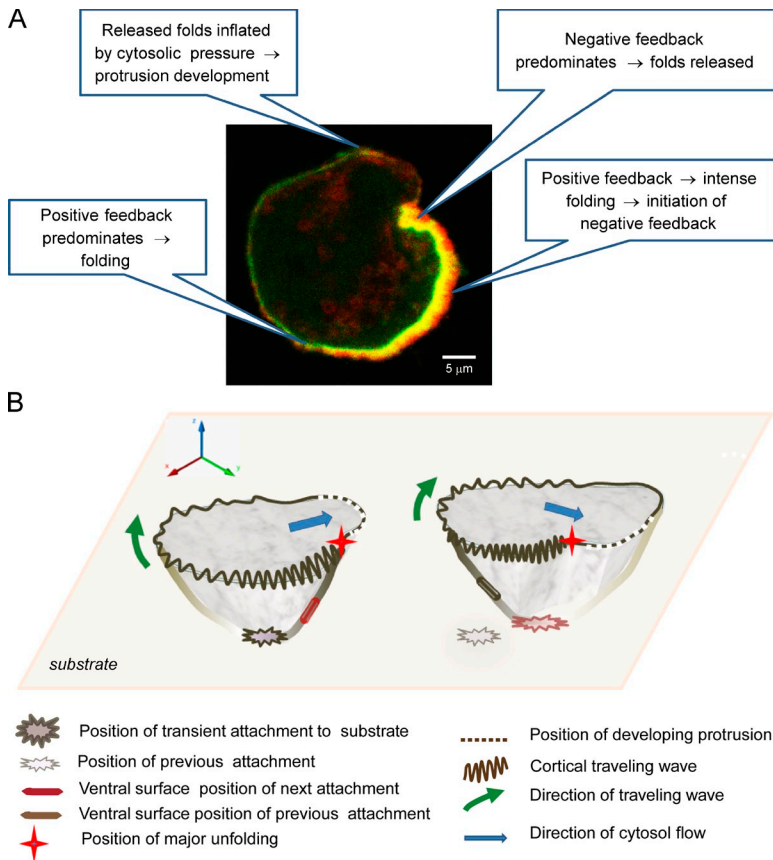 A
Released folds inflated
by cytosolic pressure →
protrusion development
Negative feedback
predominates → folds released
Positive feedback → intense
folding → initiation of
negative feedback
Positive feedback
predominates →
folding
5 μm
B
z
x
y
substrate
Position of transient attachment to substrate
Position of previous attachment
Ventral surface position of next attachment
Ventral surface position of previous attachment
Position of major unfolding
Position of developing protrusion
Cortical traveling wave
Direction of traveling wave
Direction of cytosol flow